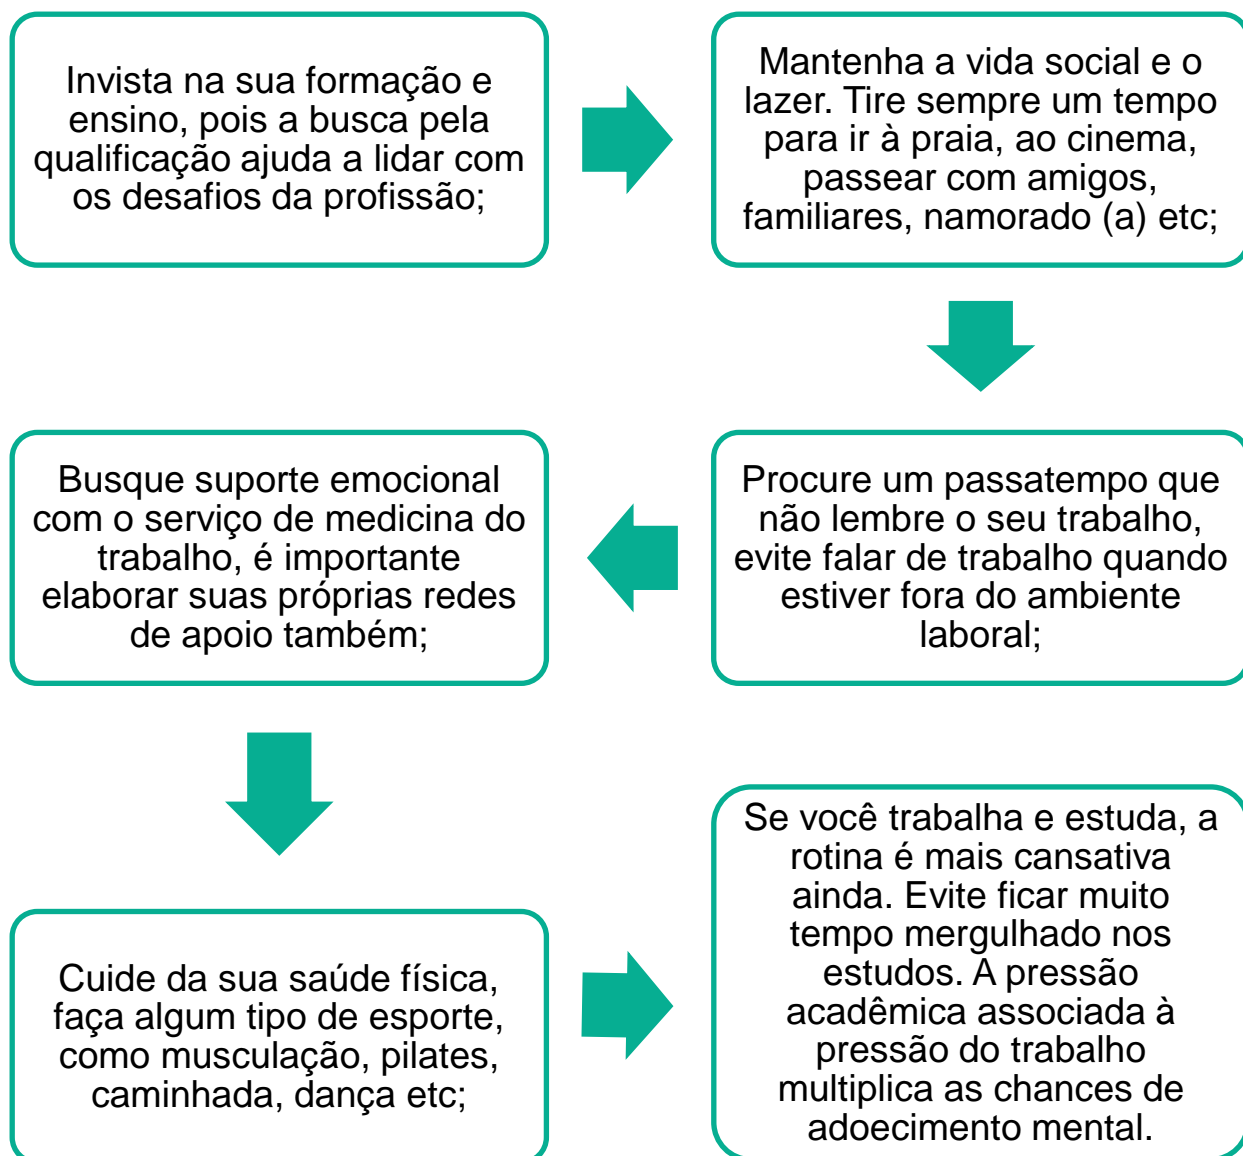 Invista na sua formação e
ensino, pois a busca pela
qualificação ajuda a lidar com
os desafios da profissão;
Mantenha a vida social e o
lazer. Tire sempre um tempo
para ir à praia, ao cinema,
passear com amigos,
familiares, namorado (a) etc;
Procure um passatempo que
não lembre o seu trabalho,
evite falar de trabalho quando
estiver fora do ambiente
laboral;
Busque suporte emocional
com o serviço de medicina do
trabalho, é importante
elaborar suas próprias redes
de apoio também;
Cuide da sua saúde física,
faça algum tipo de esporte,
como musculação, pilates,
caminhada, dança etc;
Se você trabalha e estuda, a
rotina é mais cansativa
ainda. Evite ficar muito
tempo mergulhado nos
estudos. A pressão
acadêmica associada à
pressão do trabalho
multiplica as chances de
adoecimento mental.